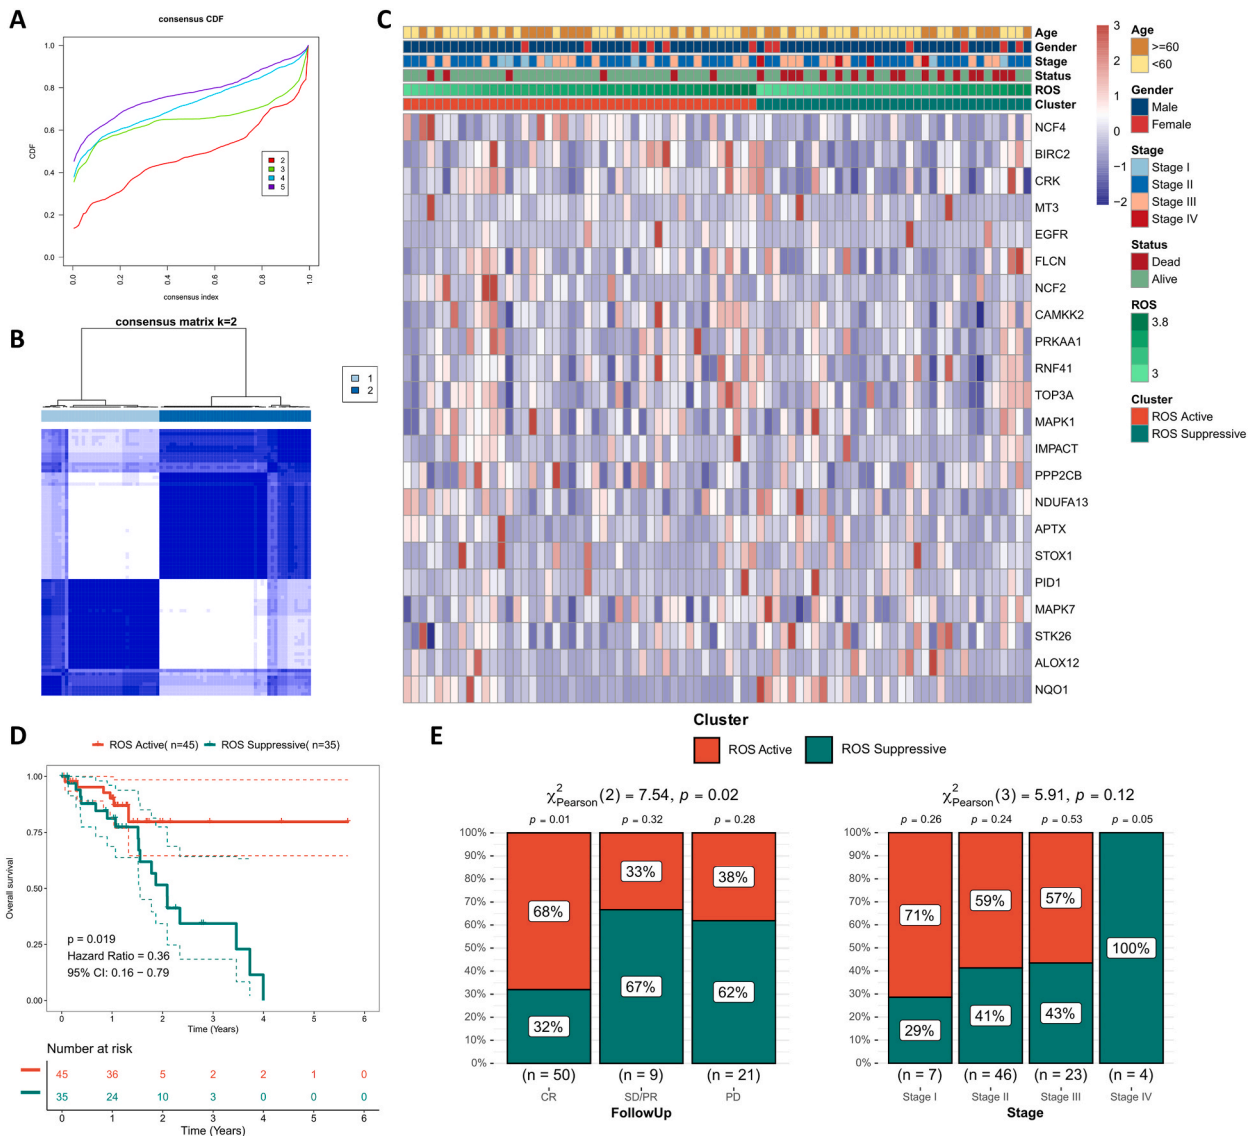 A
consensus CDF
CDF
1.0
0.8
0.6
0.4
0.2
0.0
2
3
4
5
0.0 0.2 0.4 0.6 0.8 1.0
consensus index
B
consensus matrix k=2
1
2
C
Age
Gender
Stage
Status
ROS
Cluster
NCF4
BIRC2
CRK
MT3
EGFR
FLCN
NCF2
CAMKK2
PRKAA1
RNF41
TOP3A
MAPK1
IMPACT
PPP2CB
NDUFA13
APTX
STOX1
PID1
MAPK7
STK26
ALOX12
NQO1
3
2
1
0
−1
−2
Age
>=60
<60
Gender
Male
Female
Stage
Stage I
Stage II
Stage III
Stage IV
Status
Dead
Alive
ROS
3.8
3
Cluster
ROS Active
ROS Suppressive
D
ROS Active( n=45) ROS Suppressive( n=35)
Overall survival
1.00
0.75
0.50
0.25
0.00
p = 0.019
Hazard Ratio = 0.36
95% CI: 0.16 − 0.79
0 1 2 3 4 5 6
Time (Years)
Number at risk
45 36 5 2 2 1 0
35 24 10 3 0 0 0
0 1 2 3 4 5 6
Time (Years)
E
Cluster
ROS Active ROS Suppressive
χ²Pearson(2) = 7.54, p = 0.02
p = 0.01 p = 0.32 p = 0.28
100%
90%
80%
70%
60%
50%
40%
30%
20%
10%
0%
68% 33% 38%
32% 67% 62%
(n = 50) (n = 9) (n = 21)
CR SD/PR PD
FollowUp
χ²Pearson(3) = 5.91, p = 0.12
p = 0.26 p = 0.24 p = 0.53 p = 0.05
100%
90%
80%
70%
60%
50%
40%
30%
20%
10%
0%
71% 59% 57% 100%
29% 41% 43%
(n = 7) (n = 46) (n = 23) (n = 4)
Stage I Stage II Stage III Stage IV
Stage